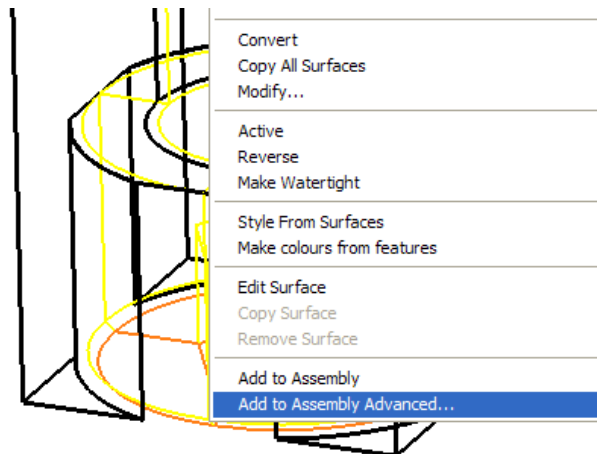 Convert
Copy All Surfaces
Modify...
Active
Reverse
Make Watertight
Style From Surfaces
Make colours from features
Edit Surface
Copy Surface
Remove Surface
Add to Assembly
Add to Assembly Advanced...